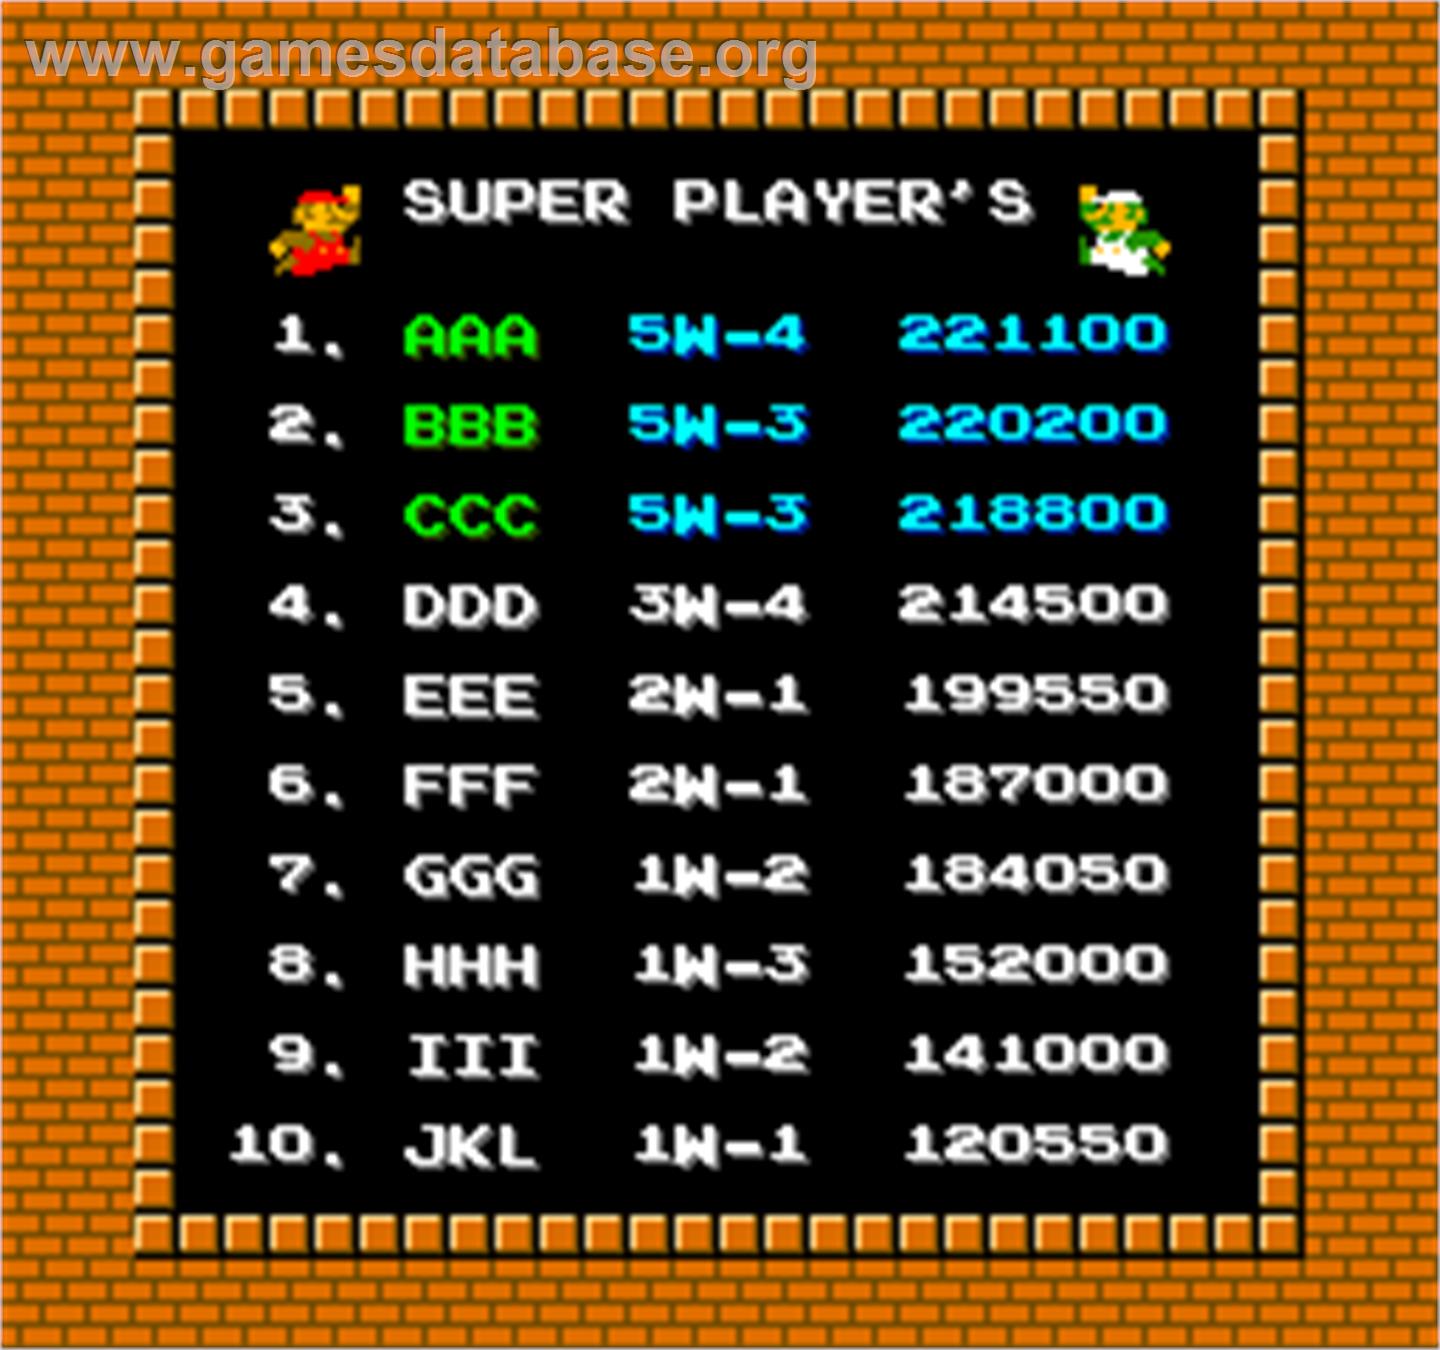 www.gamesdatabase.org
SUPER PLAYER'S
1. AAA 5W-4 221100
2. BBB 5W-3 220200
3. CCC 5W-3 218800
4. DDD 3W-4 214500
5. EEE 2W-1 199550
6. FFF 2W-1 187000
7. GGG 1W-2 184050
8. HHH 1W-3 152000
9. III 1W-2 141000
10. JKL 1W-1 120550